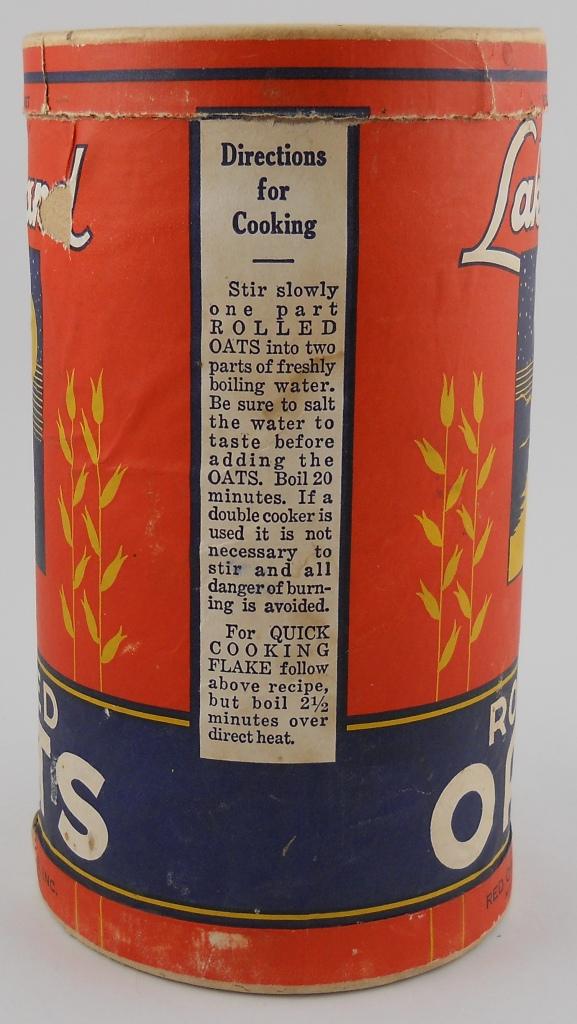 Directions
for
Cooking
Stir slowly
one part
ROLLED
OATS into two
parts of freshly
boiling water.
Be sure to salt
the water to
taste before
adding the
OATS. Boil 20
minutes. If a
double cooker is
used it is not
necessary to
stir and all
danger of burn-
ing is avoided.
For QUICK
COOKING
FLAKE follow
above recipe,
but boil 2½
minutes over
direct heat.
INC.
RED